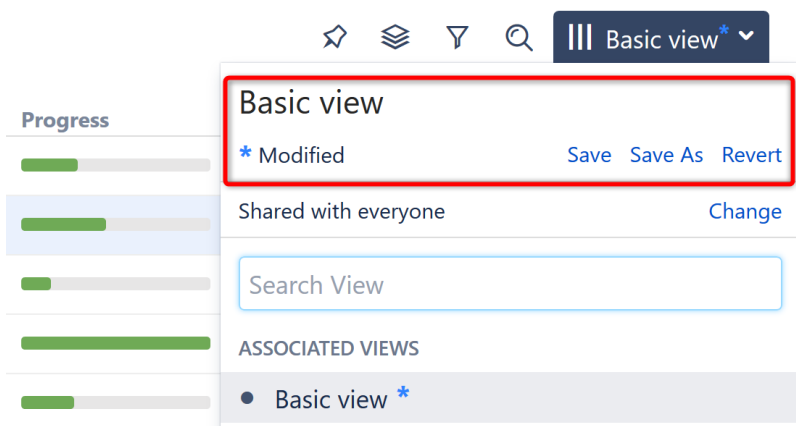 Basic view*
Progress
Basic view
* Modified Save Save As Revert
Shared with everyone Change
Search View
ASSOCIATED VIEWS
Basic view *